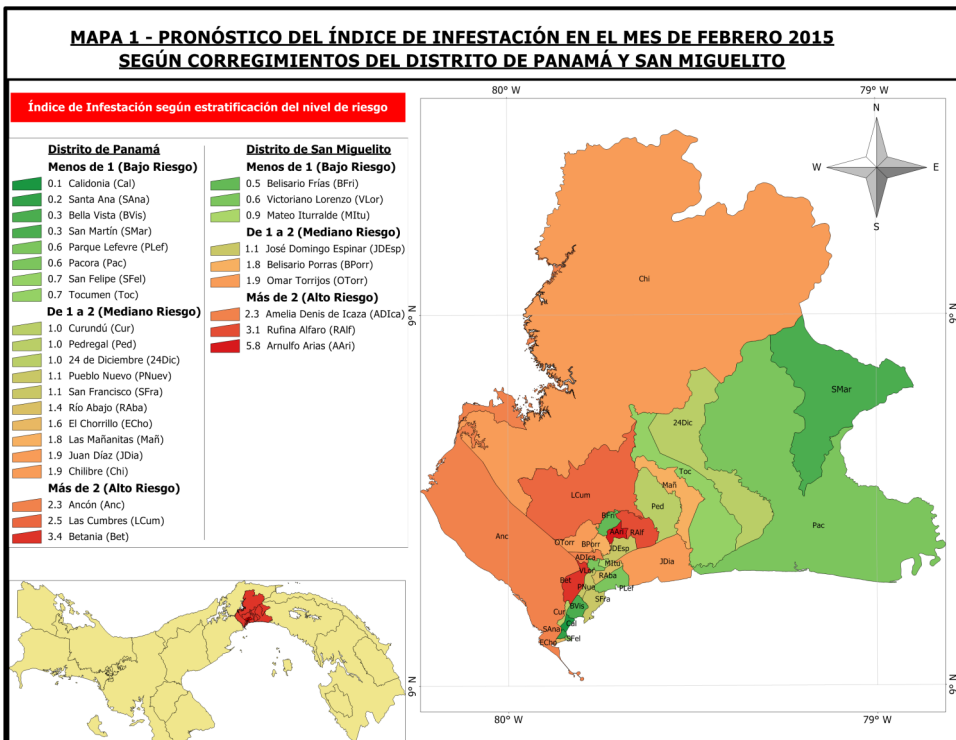 MAPA 1 - PRONÓSTICO DEL ÍNDICE DE INFESTACIÓN EN EL MES DE FEBRERO 2015
SEGÚN CORREGIMIENTOS DEL DISTRITO DE PANAMÁ Y SAN MIGUELITO
Índice de Infestación según estratificación del nivel de riesgo
Distrito de Panamá
Menos de 1 (Bajo Riesgo)
0.1 Calidonia (Cal)
0.2 Santa Ana (SAna)
0.3 Bella Vista (BVis)
0.3 San Martín (SMar)
0.6 Parque Lefevre (PLef)
0.6 Pacora (Pac)
0.7 San Felipe (SFel)
0.7 Tocumen (Toc)
De 1 a 2 (Mediano Riesgo)
1.0 Curundú (Cur)
1.0 Pedregal (Ped)
1.0 24 de Diciembre (24Dic)
1.1 Pueblo Nuevo (PNuev)
1.1 San Francisco (SFra)
1.4 Río Abajo (RAba)
1.6 El Chorrillo (ECho)
1.8 Las Mañanitas (Mañ)
1.9 Juan Díaz (JDia)
1.9 Chilibre (Chi)
Más de 2 (Alto Riesgo)
2.3 Ancón (Anc)
2.5 Las Cumbres (LCum)
3.4 Betania (Bet)
Distrito de San Miguelito
Menos de 1 (Bajo Riesgo)
0.5 Belisario Frías (BFri)
0.6 Victoriano Lorenzo (VLor)
0.9 Mateo Iturralde (MItu)
De 1 a 2 (Mediano Riesgo)
1.1 José Domingo Espinar (JDEsp)
1.8 Belisario Porras (BPorr)
1.9 Omar Torrijos (OTorr)
Más de 2 (Alto Riesgo)
2.3 Amelia Denis de Icaza (ADIca)
3.1 Rufina Alfaro (RAlf)
5.8 Arnulfo Arias (AAri)
80° W
79° W
N
W
E
S
Chi
9° N
9° N
SMar
24Dic
Toc
LCum
Mañ
Ped
BFri
AAri
RAlf
Pac
Anc
OTorr
BPorr
JDEsp
ADIca
MItu
JDia
VLor
RAba
Bet
PNua
PLef
SFra
BVis
Cur
Cal
SAna
SFel
ECho
9° N
9° N
80° W
79° W